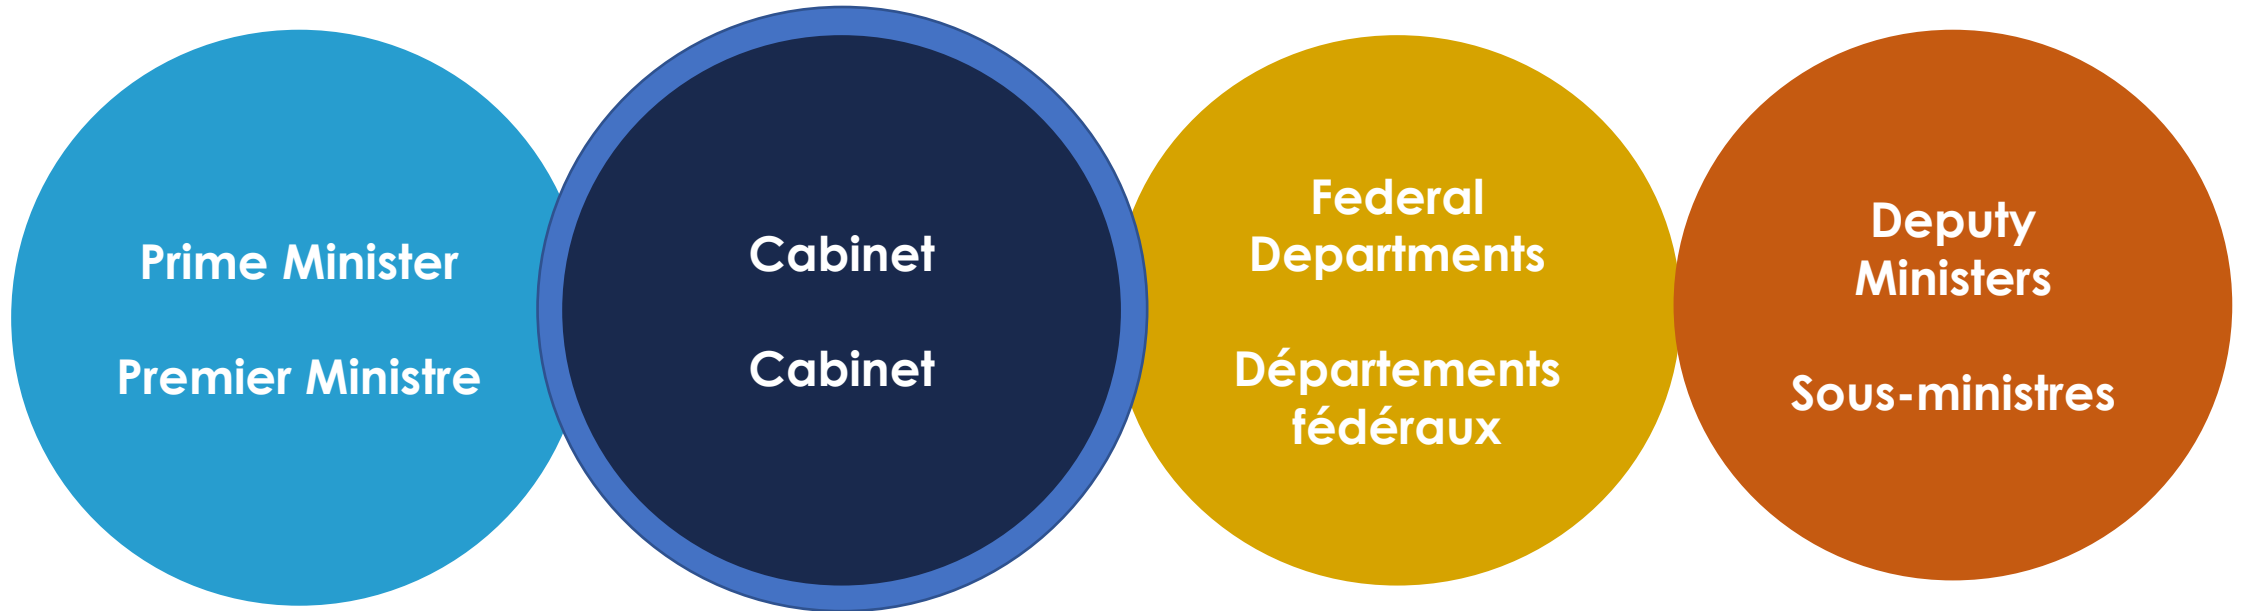 Prime Minister
Premier Ministre
Cabinet
Cabinet
Federal
Departments
Départements
fédéraux
Deputy
Ministers
Sous-ministres